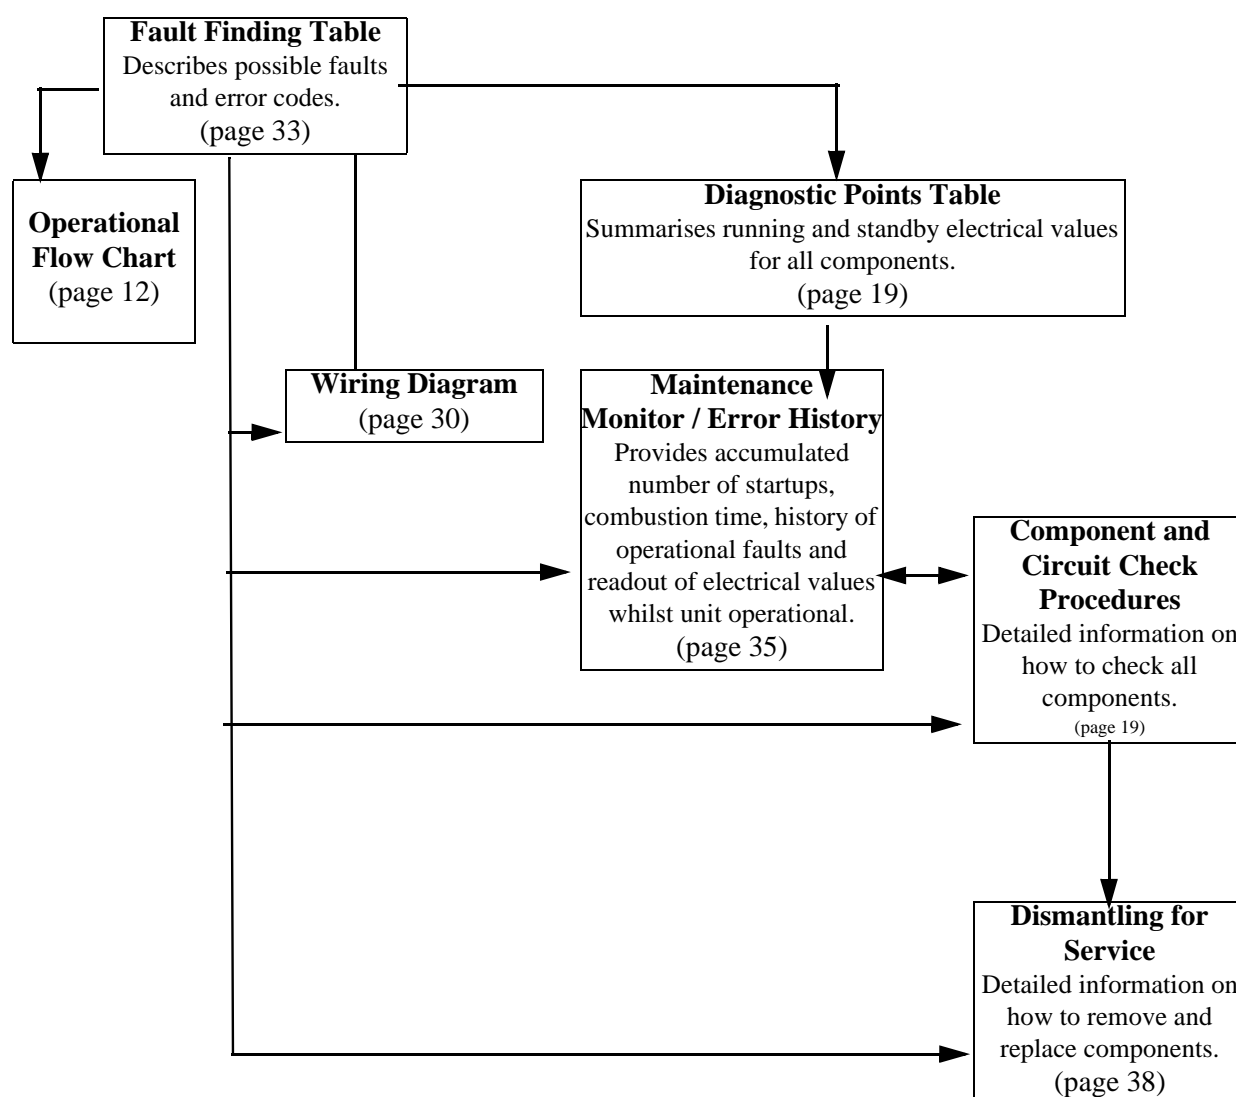 Fault Finding Table
Describes possible faults
and error codes.
(page 33)
Operational
Flow Chart
(page 12)
Diagnostic Points Table
Summarises running and standby electrical values
for all components.
(page 19)
Wiring Diagram
(page 30)
Maintenance
Monitor / Error History
Provides accumulated
number of startups,
combustion time, history of
operational faults and
readout of electrical values
whilst unit operational.
(page 35)
Component and
Circuit Check
Procedures
Detailed information on
how to check all
components.
(page 19)
Dismantling for
Service
Detailed information on
how to remove and
replace components.
(page 38)